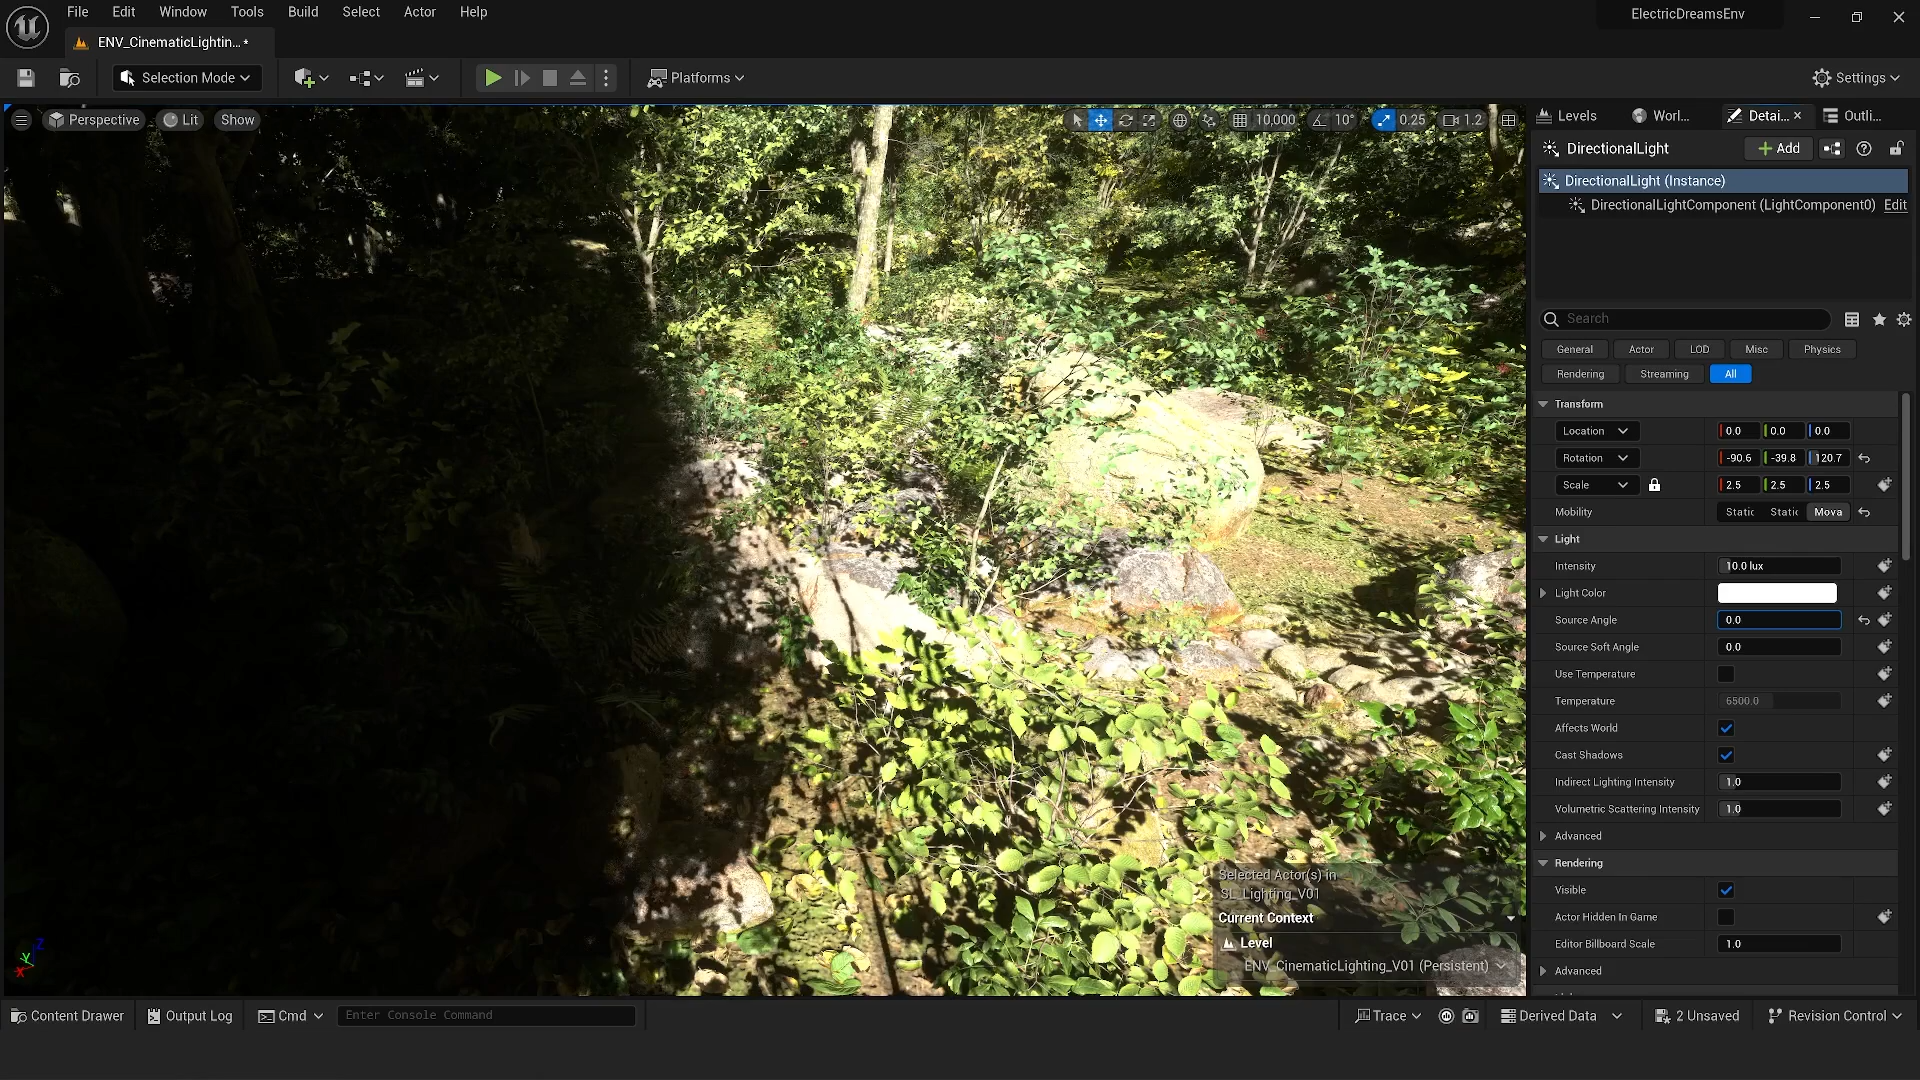 File Edit Window Tools Build Select Actor Help
ElectricDreamsEnv
ENV_CinematicLightin... *
Selection Mode
Platforms
Settings
Perspective Lit Show
10,000 10° 0.25 1.2
Levels Worl... Detai... × Outli...
DirectionalLight
+ Add
DirectionalLight (Instance)
DirectionalLightComponent (LightComponent0) Edit
Search
General Actor LOD Misc Physics
Rendering Streaming All
Transform
Location 0.0 0.0 0.0
Rotation -90.6 -39.8 120.7
Scale 2.5 2.5 2.5
Mobility Static Static Mova
Light
Intensity 10.0 lux
Light Color
Source Angle 0.0
Source Soft Angle 0.0
Use Temperature
Temperature 6500.0
Affects World
Cast Shadows
Indirect Lighting Intensity 1.0
Volumetric Scattering Intensity 1.0
Advanced
Rendering
Visible
Actor Hidden In Game
Editor Billboard Scale 1.0
Advanced
Selected Actor(s) in
SL_Lighting_V01
Current Context
Level
ENV_CinematicLighting_V01 (Persistent)
X Y Z
Content Drawer Output Log Cmd Enter Console Command
Trace Derived Data 2 Unsaved Revision Control